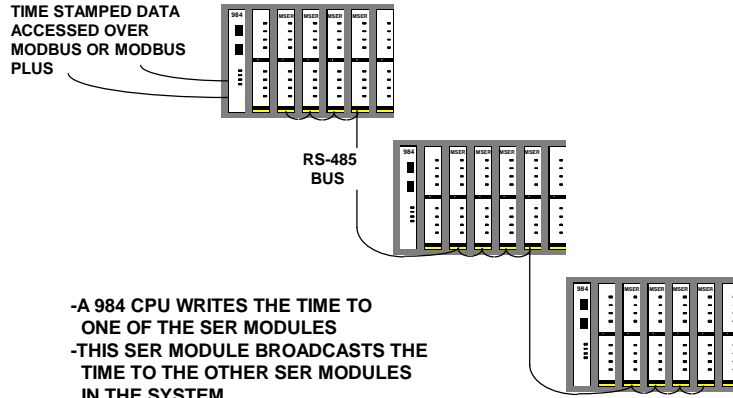 TIME STAMPED DATA
ACCESSED OVER
MODBUS OR MODBUS
PLUS
984 MSER MSER MSER MSER
RS-485
BUS
984 MSER MSER MSER MSER
984 MSER MSER MSER MSER
-A 984 CPU WRITES THE TIME TO
ONE OF THE SER MODULES
-THIS SER MODULE BROADCASTS THE
TIME TO THE OTHER SER MODULES
IN THE SYSTEM